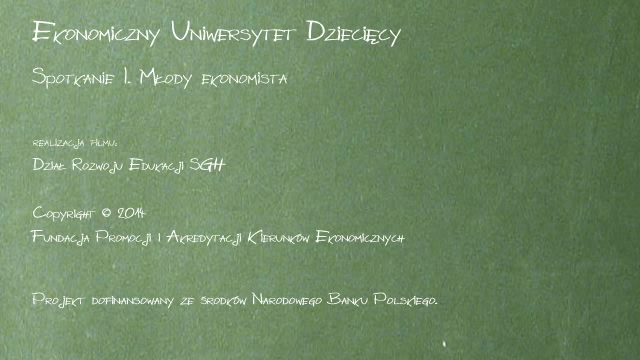 Ekonomiczny Uniwersytet Dziecięcy
Spotkanie I. Młody ekonomista
realizacja filmu:
Dział Rozwoju Edukacji SGH
Copyright © 2014
Fundacja Promocji i Akredytacji Kierunków Ekonomicznych
Projekt dofinansowany ze środków Narodowego Banku Polskiego.